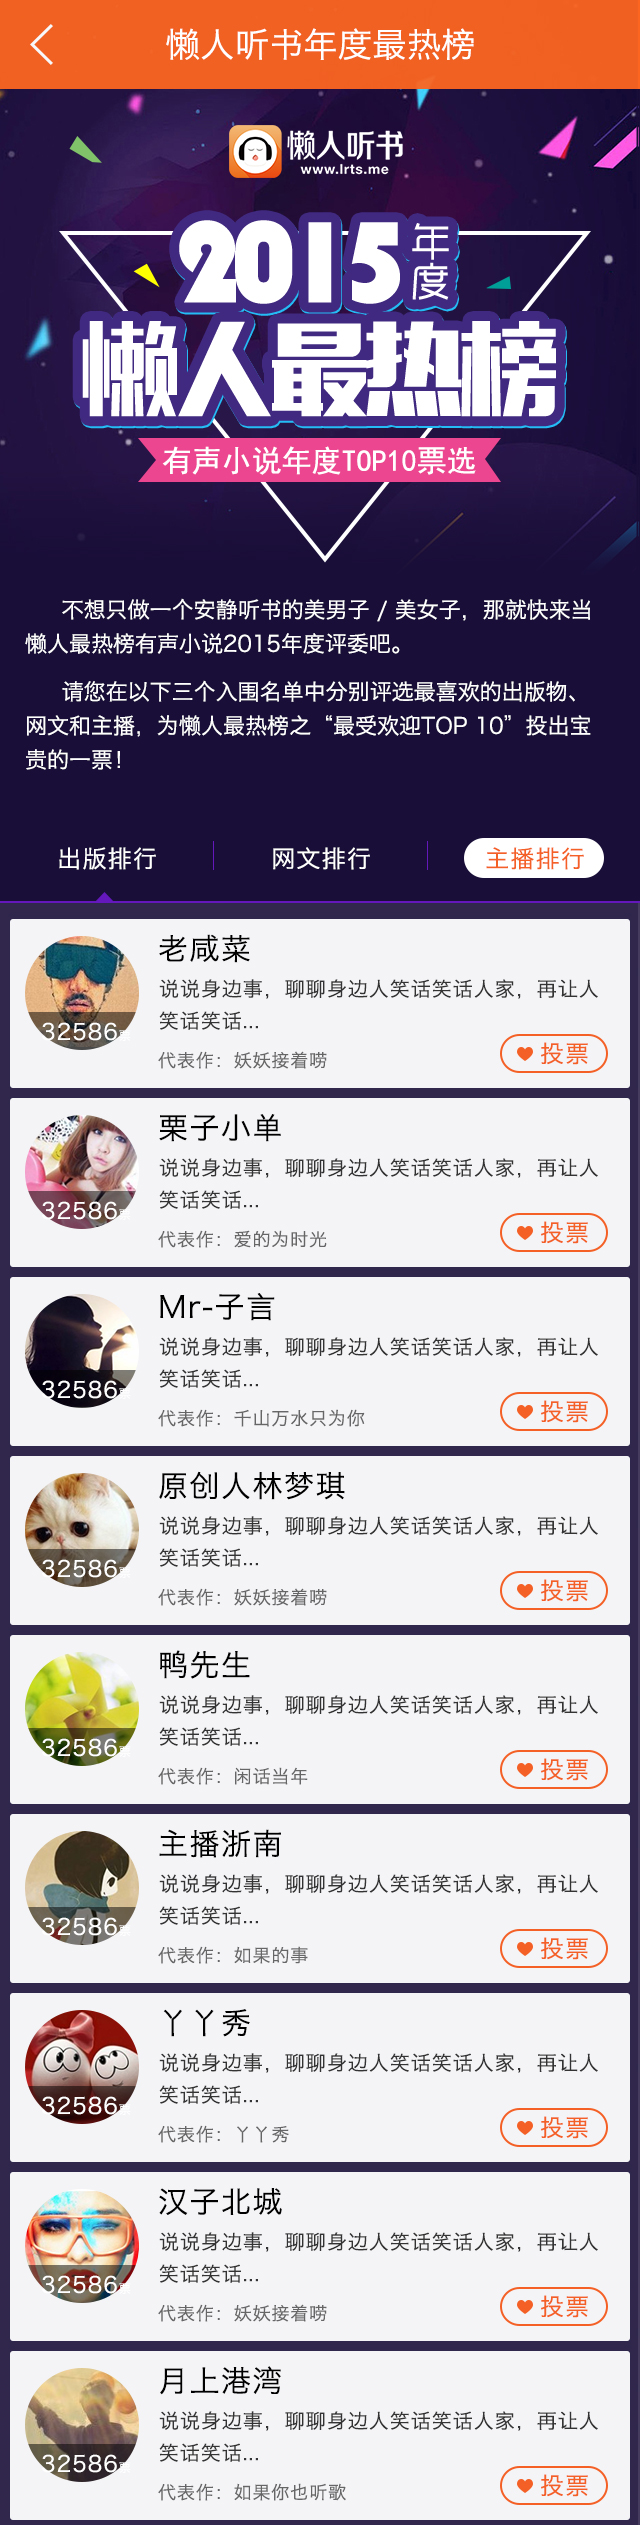 懒人听书年度最热榜
懒人听书
www.lrts.me
2015年度
懒人最热榜
有声小说年度TOP10票选
不想只做一个安静听书的美男子 / 美女子，那就快来当
懒人最热榜有声小说2015年度评委吧。
请您在以下三个入围名单中分别评选最喜欢的出版物、
网文和主播，为懒人最热榜之“最受欢迎TOP 10”投出宝
贵的一票！
出版排行 网文排行 主播排行
老咸菜
说说身边事，聊聊身边人笑话笑话人家，再让人
笑话笑话...
32586票
代表作：妖妖接着唠
投票
栗子小单
说说身边事，聊聊身边人笑话笑话人家，再让人
笑话笑话...
32586票
代表作：爱的为时光
投票
Mr-子言
说说身边事，聊聊身边人笑话笑话人家，再让人
笑话笑话...
32586票
代表作：千山万水只为你
投票
原创人林梦琪
说说身边事，聊聊身边人笑话笑话人家，再让人
笑话笑话...
32586票
代表作：妖妖接着唠
投票
鸭先生
说说身边事，聊聊身边人笑话笑话人家，再让人
笑话笑话...
32586票
代表作：闲话当年
投票
主播浙南
说说身边事，聊聊身边人笑话笑话人家，再让人
笑话笑话...
32586票
代表作：如果的事
投票
丫丫秀
说说身边事，聊聊身边人笑话笑话人家，再让人
笑话笑话...
32586票
代表作：丫丫秀
投票
汉子北城
说说身边事，聊聊身边人笑话笑话人家，再让人
笑话笑话...
32586票
代表作：妖妖接着唠
投票
月上港湾
说说身边事，聊聊身边人笑话笑话人家，再让人
笑话笑话...
32586票
代表作：如果你也听歌
投票